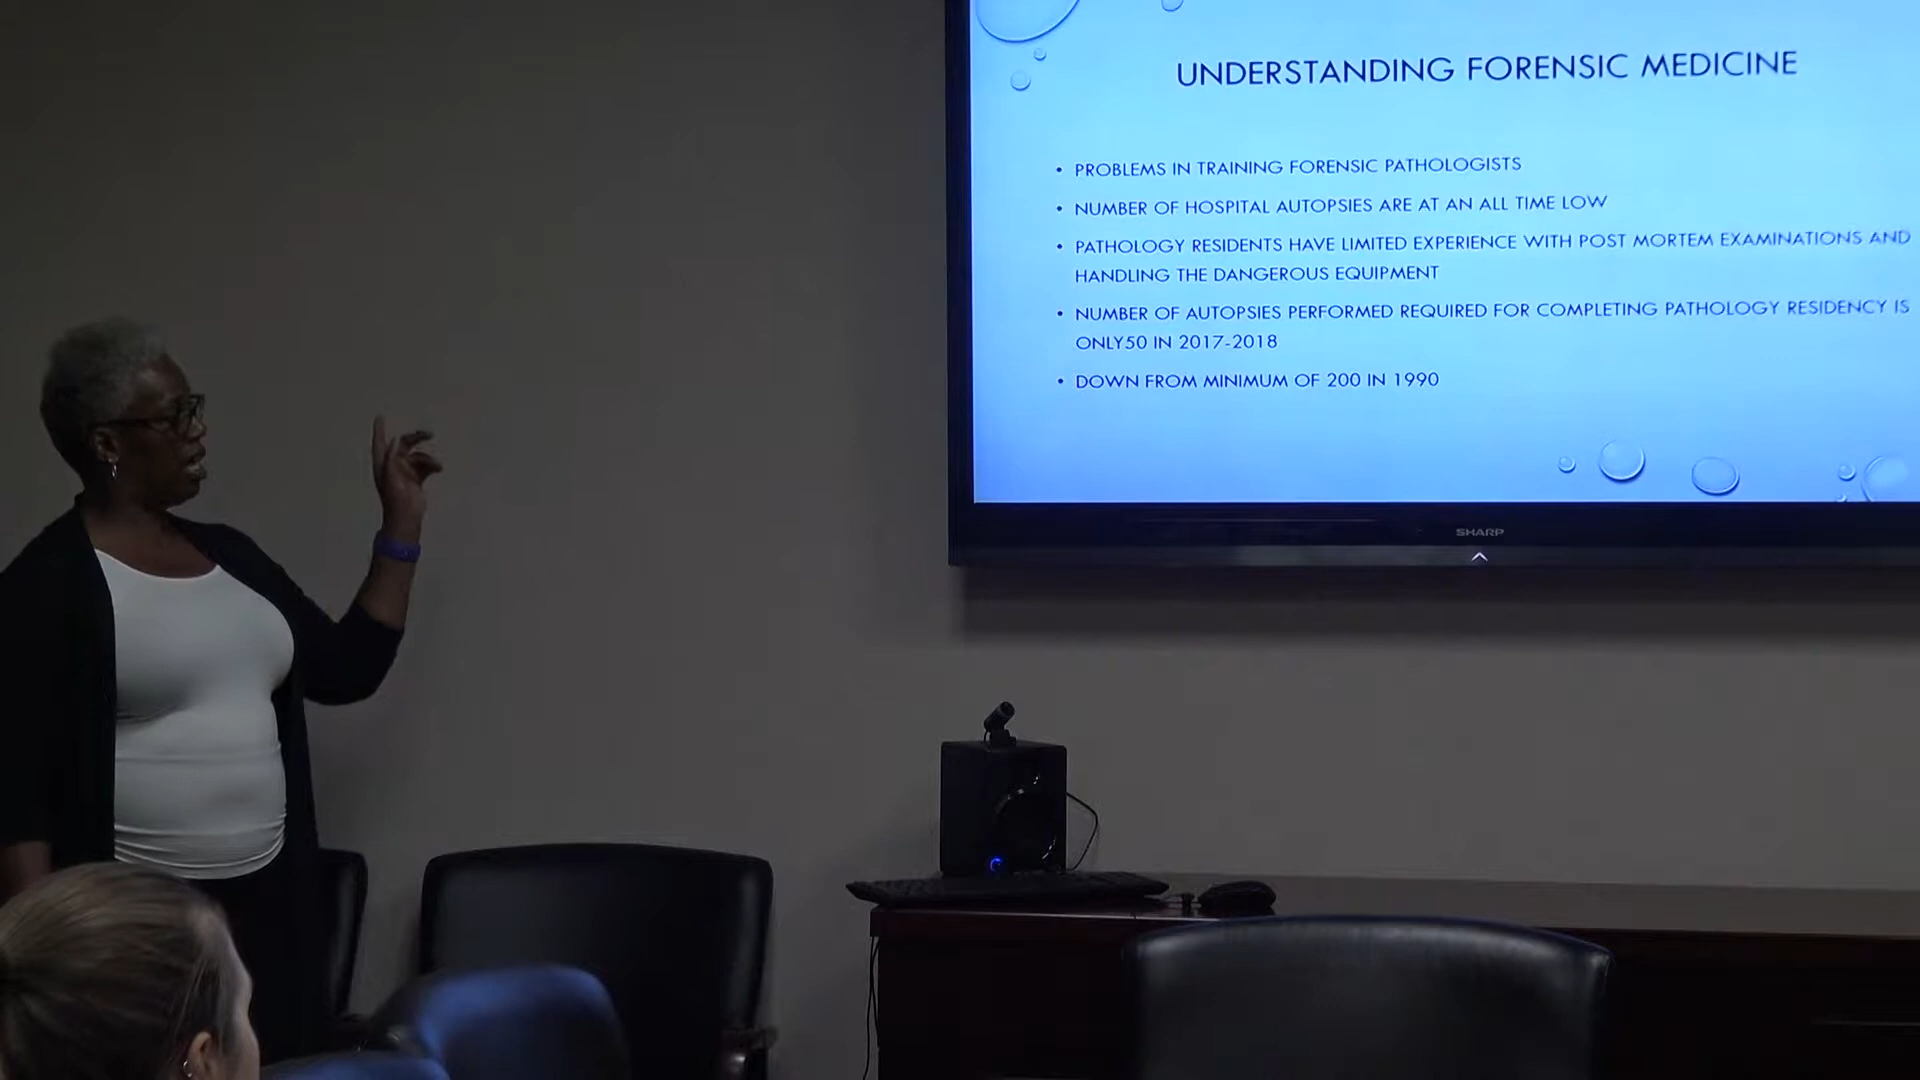 UNDERSTANDING FORENSIC MEDICINE
• PROBLEMS IN TRAINING FORENSIC PATHOLOGISTS
• NUMBER OF HOSPITAL AUTOPSIES ARE AT AN ALL TIME LOW
• PATHOLOGY RESIDENTS HAVE LIMITED EXPERIENCE WITH POST MORTEM EXAMINATIONS AND
HANDLING THE DANGEROUS EQUIPMENT
• NUMBER OF AUTOPSIES PERFORMED REQUIRED FOR COMPLETING PATHOLOGY RESIDENCY IS
ONLY50 IN 2017-2018
• DOWN FROM MINIMUM OF 200 IN 1990
SHARP